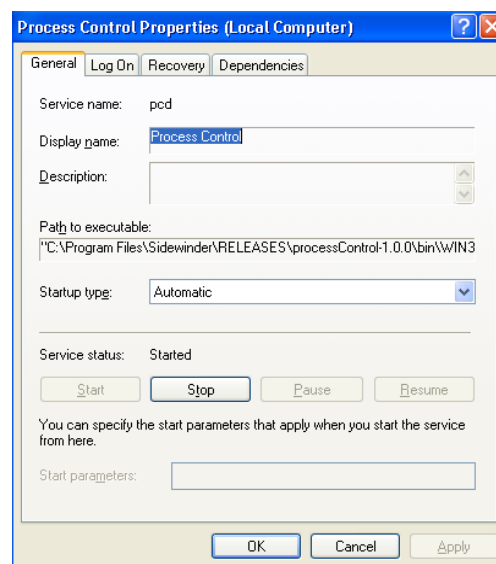 Process Control Properties (Local Computer)
General Log On Recovery Dependencies
Service name: pcd
Display name: Process Control
Description:
Path to executable:
"C:\Program Files\Sidewinder\RELEASES\processControl-1.0.0\bin\WIN3
Startup type: Automatic
Service status: Started
Start Stop Pause Resume
You can specify the start parameters that apply when you start the service
from here.
Start parameters:
OK Cancel Apply